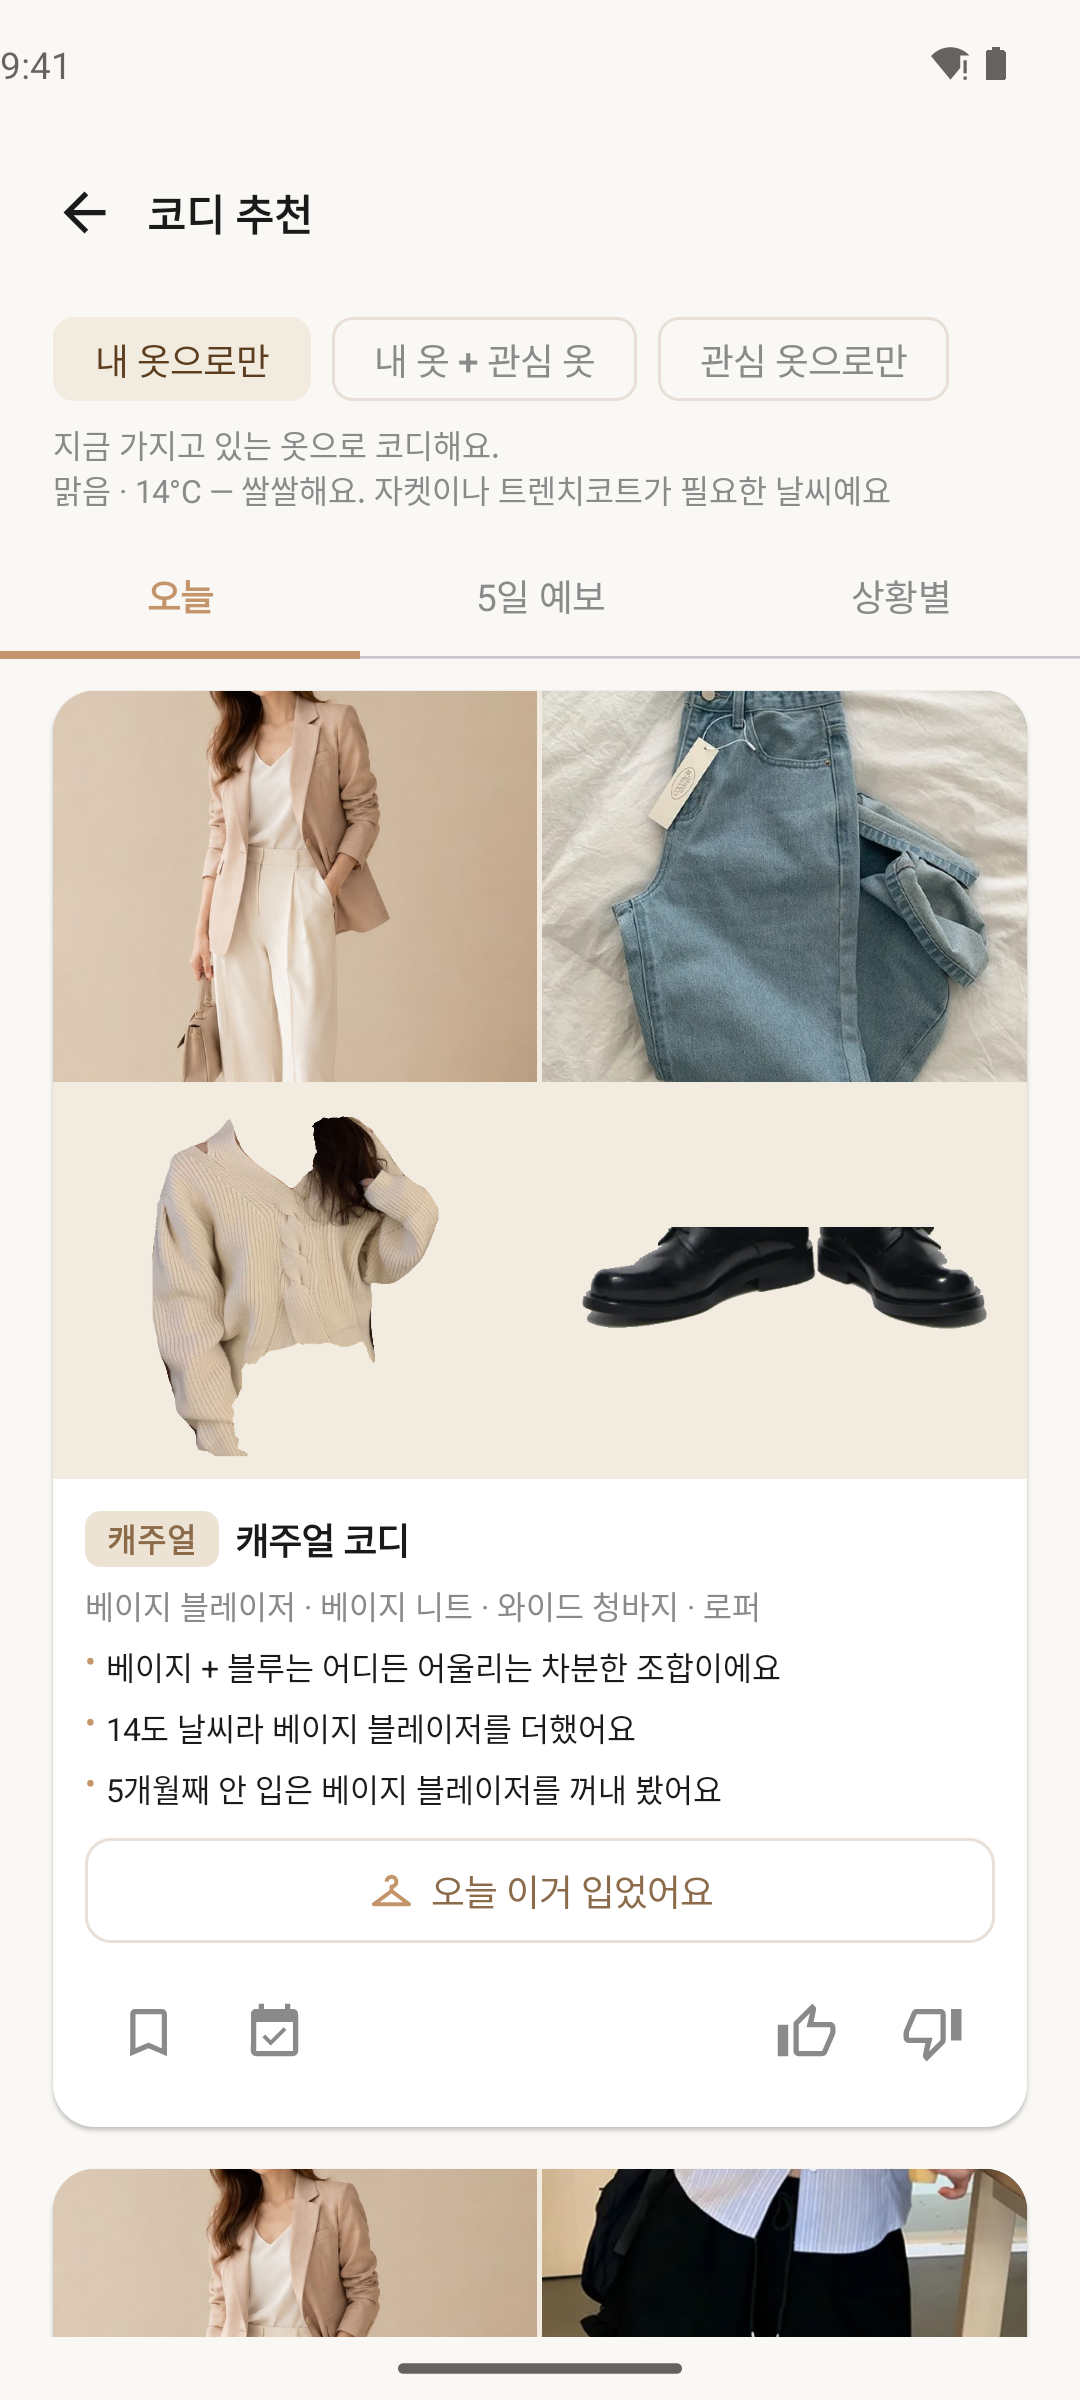 9:41
코디 추천
내 옷으로만
내 옷 + 관심 옷
관심 옷으로만
지금 가지고 있는 옷으로 코디해요.
맑음 · 14°C — 쌀쌀해요. 자켓이나 트렌치코트가 필요한 날씨예요
오늘
5일 예보
상황별
캐주얼
캐주얼 코디
베이지 블레이저 · 베이지 니트 · 와이드 청바지 · 로퍼
• 베이지 + 블루는 어디든 어울리는 차분한 조합이에요
• 14도 날씨라 베이지 블레이저를 더했어요
• 5개월째 안 입은 베이지 블레이저를 꺼내 봤어요
오늘 이거 입었어요